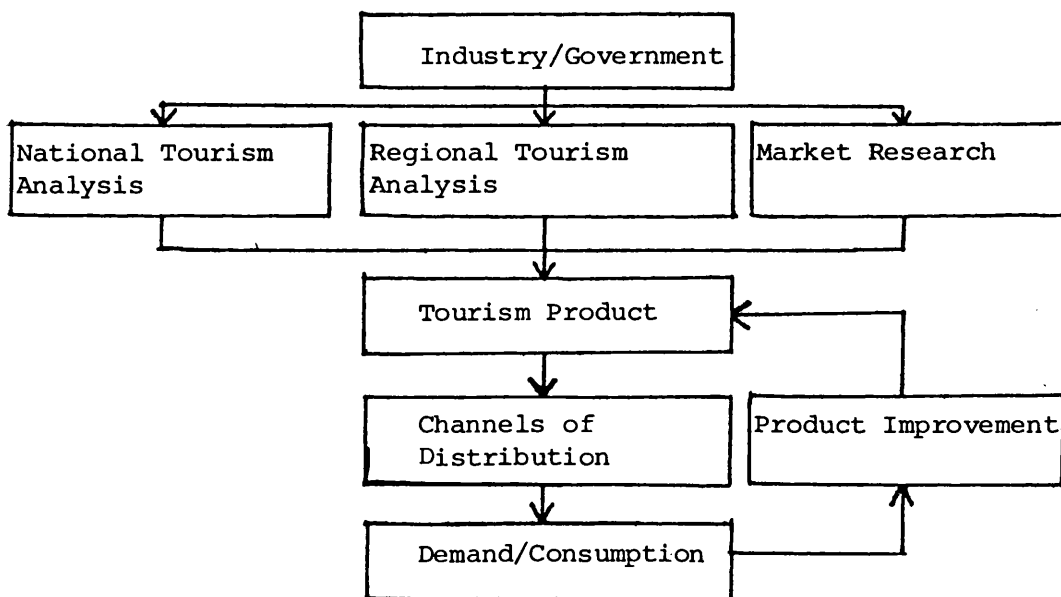 Industry/Government
National Tourism
Analysis
Regional Tourism
Analysis
Market Research
Tourism Product
Channels of
Distribution
Product Improvement
Demand/Consumption